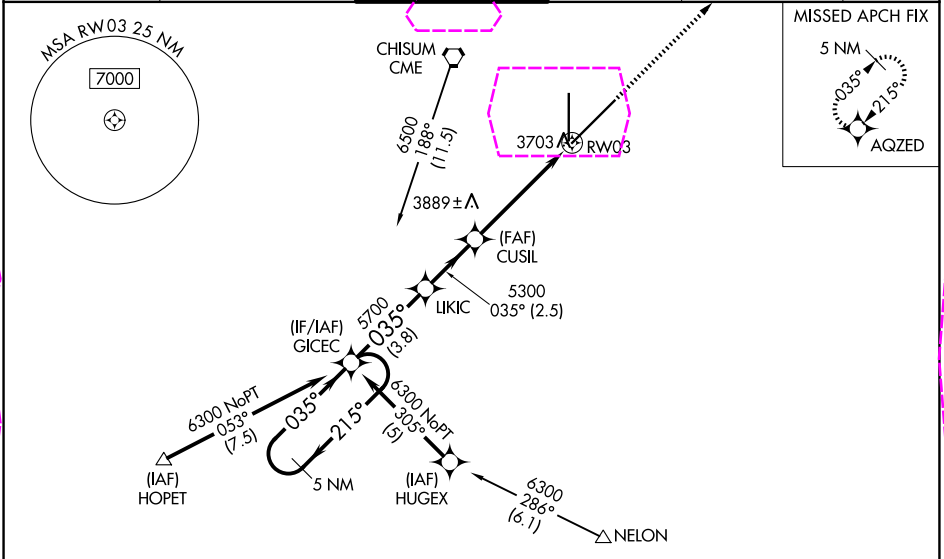 MSA RW03 25 NM
7000
CHISUM
CME
6500
188°
(11.5)
3703
RW03
3889±
MISSED APCH FIX
5 NM
035°
215°
AQZED
(FAF)
CUSIL
LIKIC
5300
035° (2.5)
5700
035°
(3.8)
(IF/IAF)
GICEC
6300 NoPT
053°
(7.5)
035°
215°
5 NM
6300 NoPT
305°
(5)
(IAF)
HOPET
(IAF)
HUGEX
6300
286°
(6.1)
NELON